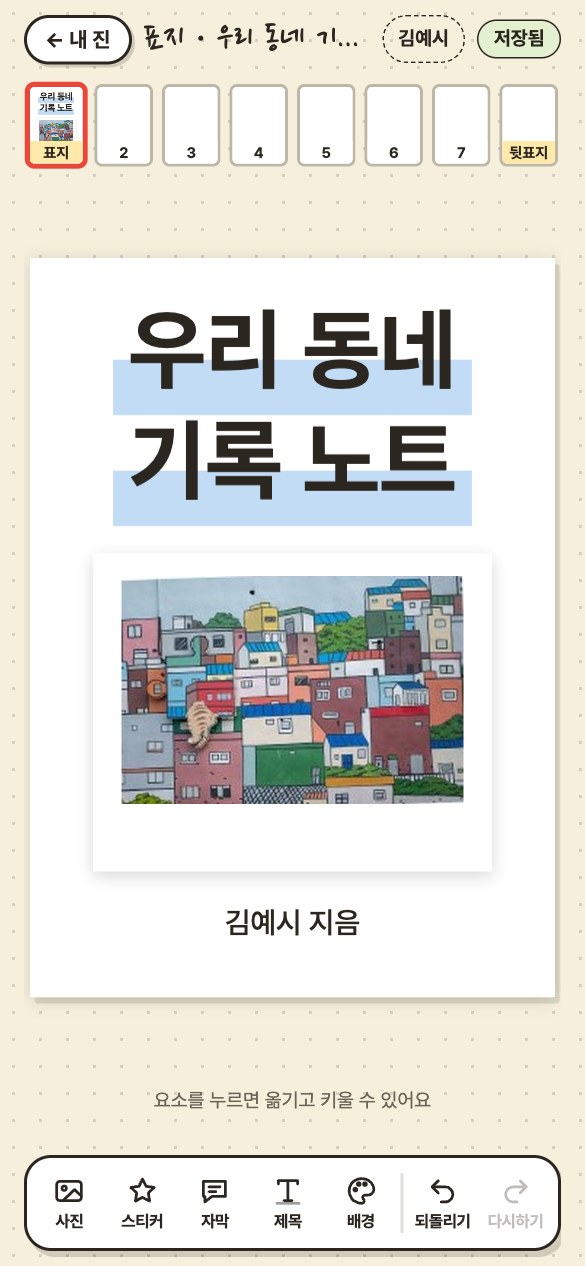 ← 내 진
표지 · 우리 동네 기...
김예시
저장됨
우리 동네
기록 노트
표지
2
3
4
5
6
7
뒷표지
우리 동네
기록 노트
김예시 지음
요소를 누르면 옮기고 키울 수 있어요
사진
스티커
자막
제목
배경
되돌리기
다시하기